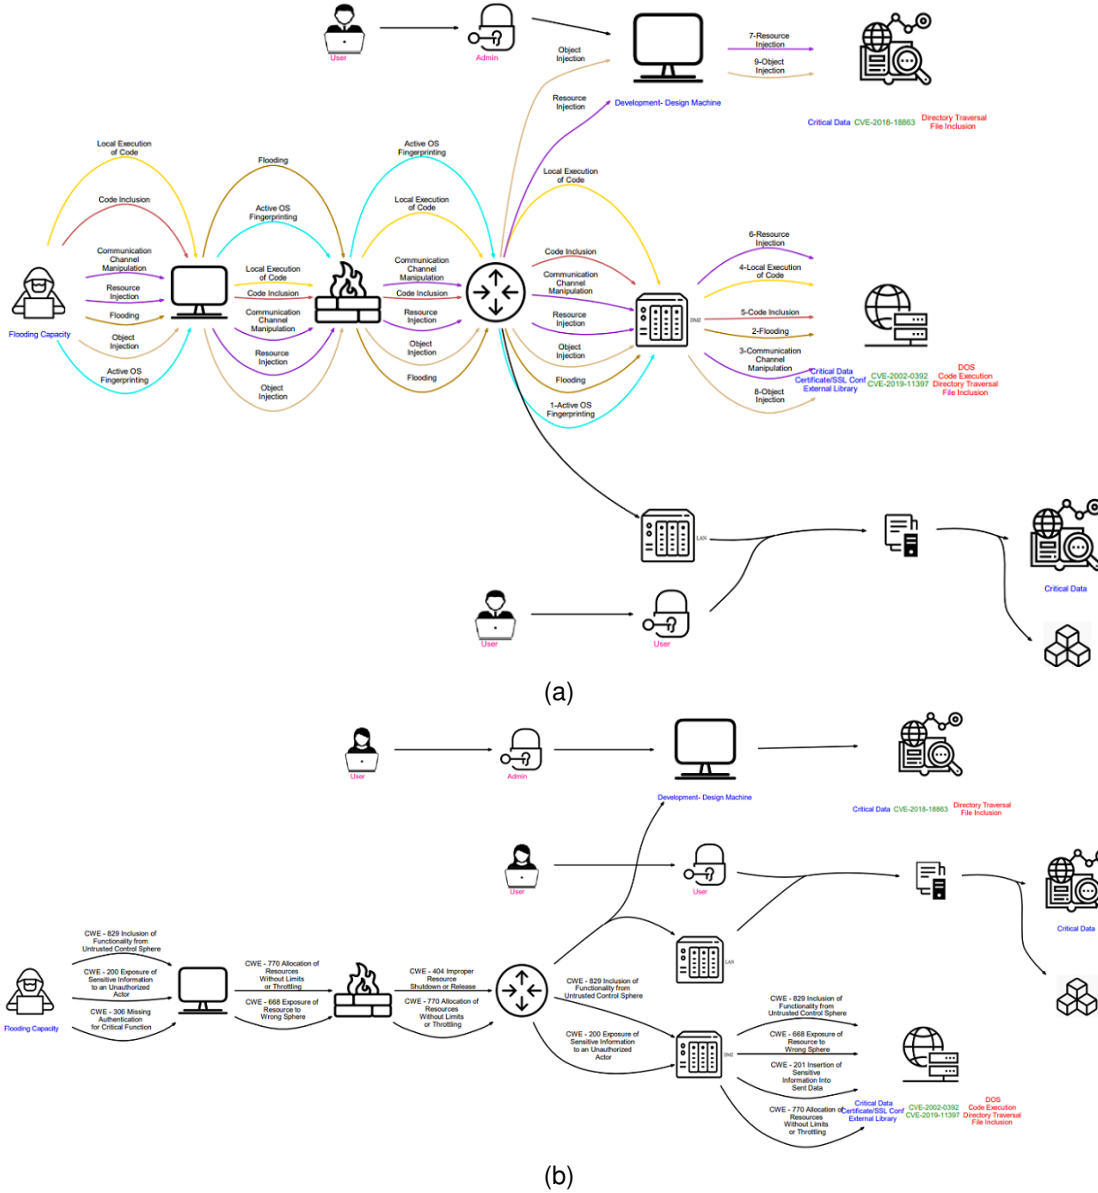 User
Admin
Object
Injection
Resource
Injection
Development- Design Machine
7-Resource
Injection
9-Object
Injection
Critical Data
CVE-2018-18863
Directory Traversal
File Inclusion
Local Execution
of Code
Code Inclusion
Communication
Channel
Manipulation
Resource
Injection
Flooding
Object
Injection
Active OS
Fingerprinting
Flooding Capacity
Flooding
Active OS
Fingerprinting
Local Execution
of Code
Code Inclusion
Communication
Channel
Manipulation
Resource
Injection
Object
Injection
Active OS
Fingerprinting
Local Execution
of Code
Communication
Channel
Manipulation
Code Inclusion
Resource
Injection
Object
Injection
Flooding
Local Execution
of Code
Code Inclusion
Communication
Channel
Manipulation
Resource
Injection
Object
Injection
Flooding
1-Active OS
Fingerprinting
DMZ
6-Resource
Injection
4-Local Execution
of Code
5-Code Inclusion
2-Flooding
3-Communication
Channel
Manipulation
8-Object
Injection
Critical Data
Certificate/SSL Conf
External Library
CVE-2002-0392
CVE-2019-11397
DOS
Code Execution
Directory Traversal
File Inclusion
LAN
User
User
Critical Data
(a)
User
Admin
Development- Design Machine
Critical Data
CVE-2018-18863
Directory Traversal
File Inclusion
User
User
LAN
Critical Data
Flooding Capacity
CWE - 829 Inclusion of
Functionality from
Untrusted Control Sphere
CWE - 200 Exposure of
Sensitive Information
to an Unauthorized
Actor
CWE - 306 Missing
Authentication
for Critical Function
CWE - 770 Allocation of
Resources
Without Limits
or Throttling
CWE - 668 Exposure of
Resource to
Wrong Sphere
CWE - 404 Improper
Resource
Shutdown or Release
CWE - 770 Allocation of
Resources
Without Limits
or Throttling
CWE - 829 Inclusion of
Functionality from
Untrusted Control Sphere
CWE - 200 Exposure of
Sensitive Information
to an Unauthorized
Actor
DMZ
CWE - 829 Inclusion of
Functionality from
Untrusted Control Sphere
CWE - 668 Exposure of
Resource to
Wrong Sphere
CWE - 201 Insertion of
Sensitive
Information Into
Sent Data
CWE - 770 Allocation of
Resources
Without Limits
or Throttling
Critical Data
Certificate/SSL Conf
External Library
CVE-2002-0392
CVE-2019-11397
DOS
Code Execution
Directory Traversal
File Inclusion
(b)